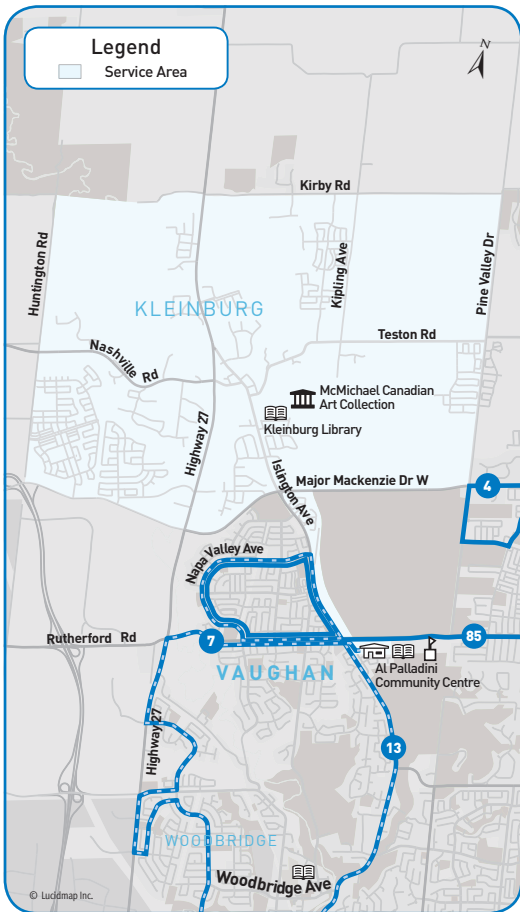 Legend
Service Area
N
Kirby Rd
Huntington Rd
Kipling Ave
Pine Valley Dr
KLEINBURG
Teston Rd
Nashville Rd
McMichael Canadian
Art Collection
Kleinburg Library
Highway 27
Islington Ave
Major Mackenzie Dr W
4
Napa Valley Ave
Rutherford Rd
7
85
VAUGHAN
Al Palladini
Community Centre
Highway 27
13
WOODBRIDGE
Woodbridge Ave
© Lucidmap Inc.